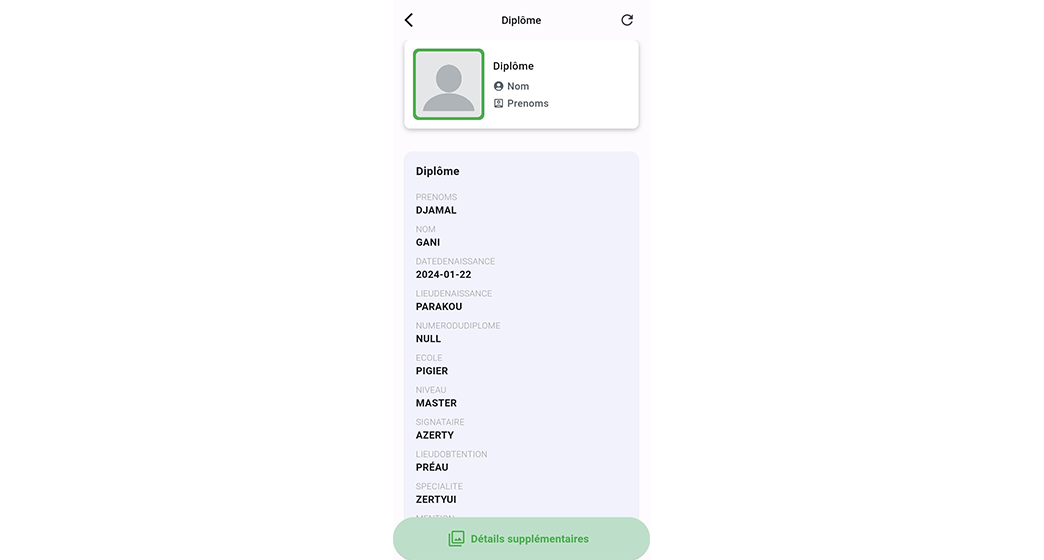 Diplôme
Diplôme
Nom
Prenoms
Diplôme
PRENOMS
DJAMAL
NOM
GANI
DATEDENAISSANCE
2024-01-22
LIEUDENAISSANCE
PARAKOU
NUMERODUDIPLOME
NULL
ECOLE
PIGIER
NIVEAU
MASTER
SIGNATAIRE
AZERTY
LIEUDOBTENTION
PRÉAU
SPECIALITE
ZERTYUI
MENTION
Détails supplémentaires